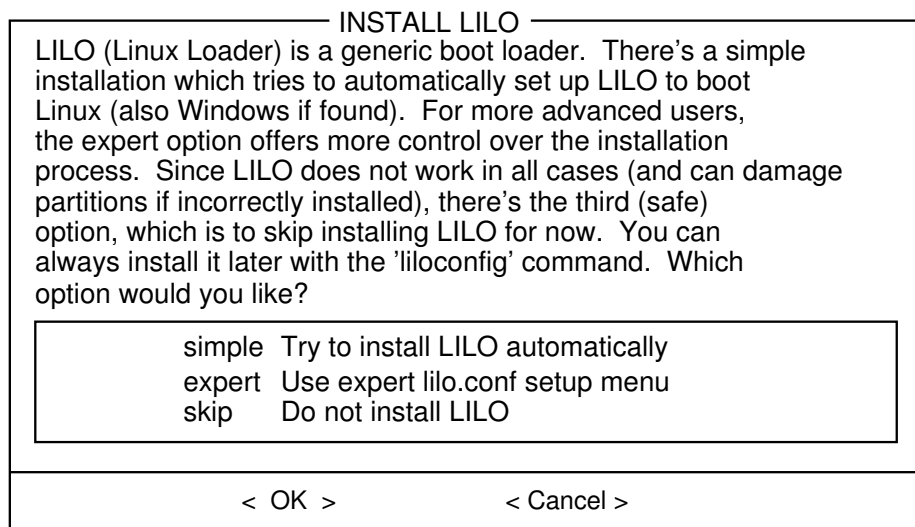 INSTALL LILO
LILO (Linux Loader) is a generic boot loader.  There's a simple
installation which tries to automatically set up LILO to boot
Linux (also Windows if found).  For more advanced users,
the expert option offers more control over the installation
process.  Since LILO does not work in all cases (and can damage
partitions if incorrectly installed), there's the third (safe)
option, which is to skip installing LILO for now.  You can
always install it later with the 'liloconfig' command.  Which
option would you like?
simple  Try to install LILO automatically
expert  Use expert lilo.conf setup menu
skip  Do not install LILO
<  OK  >  < Cancel >